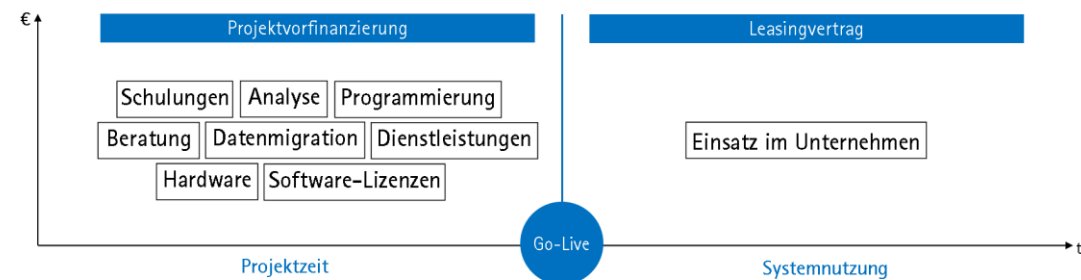 €
Projektvorfinanzierung
Leasingvertrag
Schulungen Analyse Programmierung
Beratung Datenmigration Dienstleistungen
Einsatz im Unternehmen
Hardware Software-Lizenzen
Go-Live
t
Projektzeit
Systemnutzung